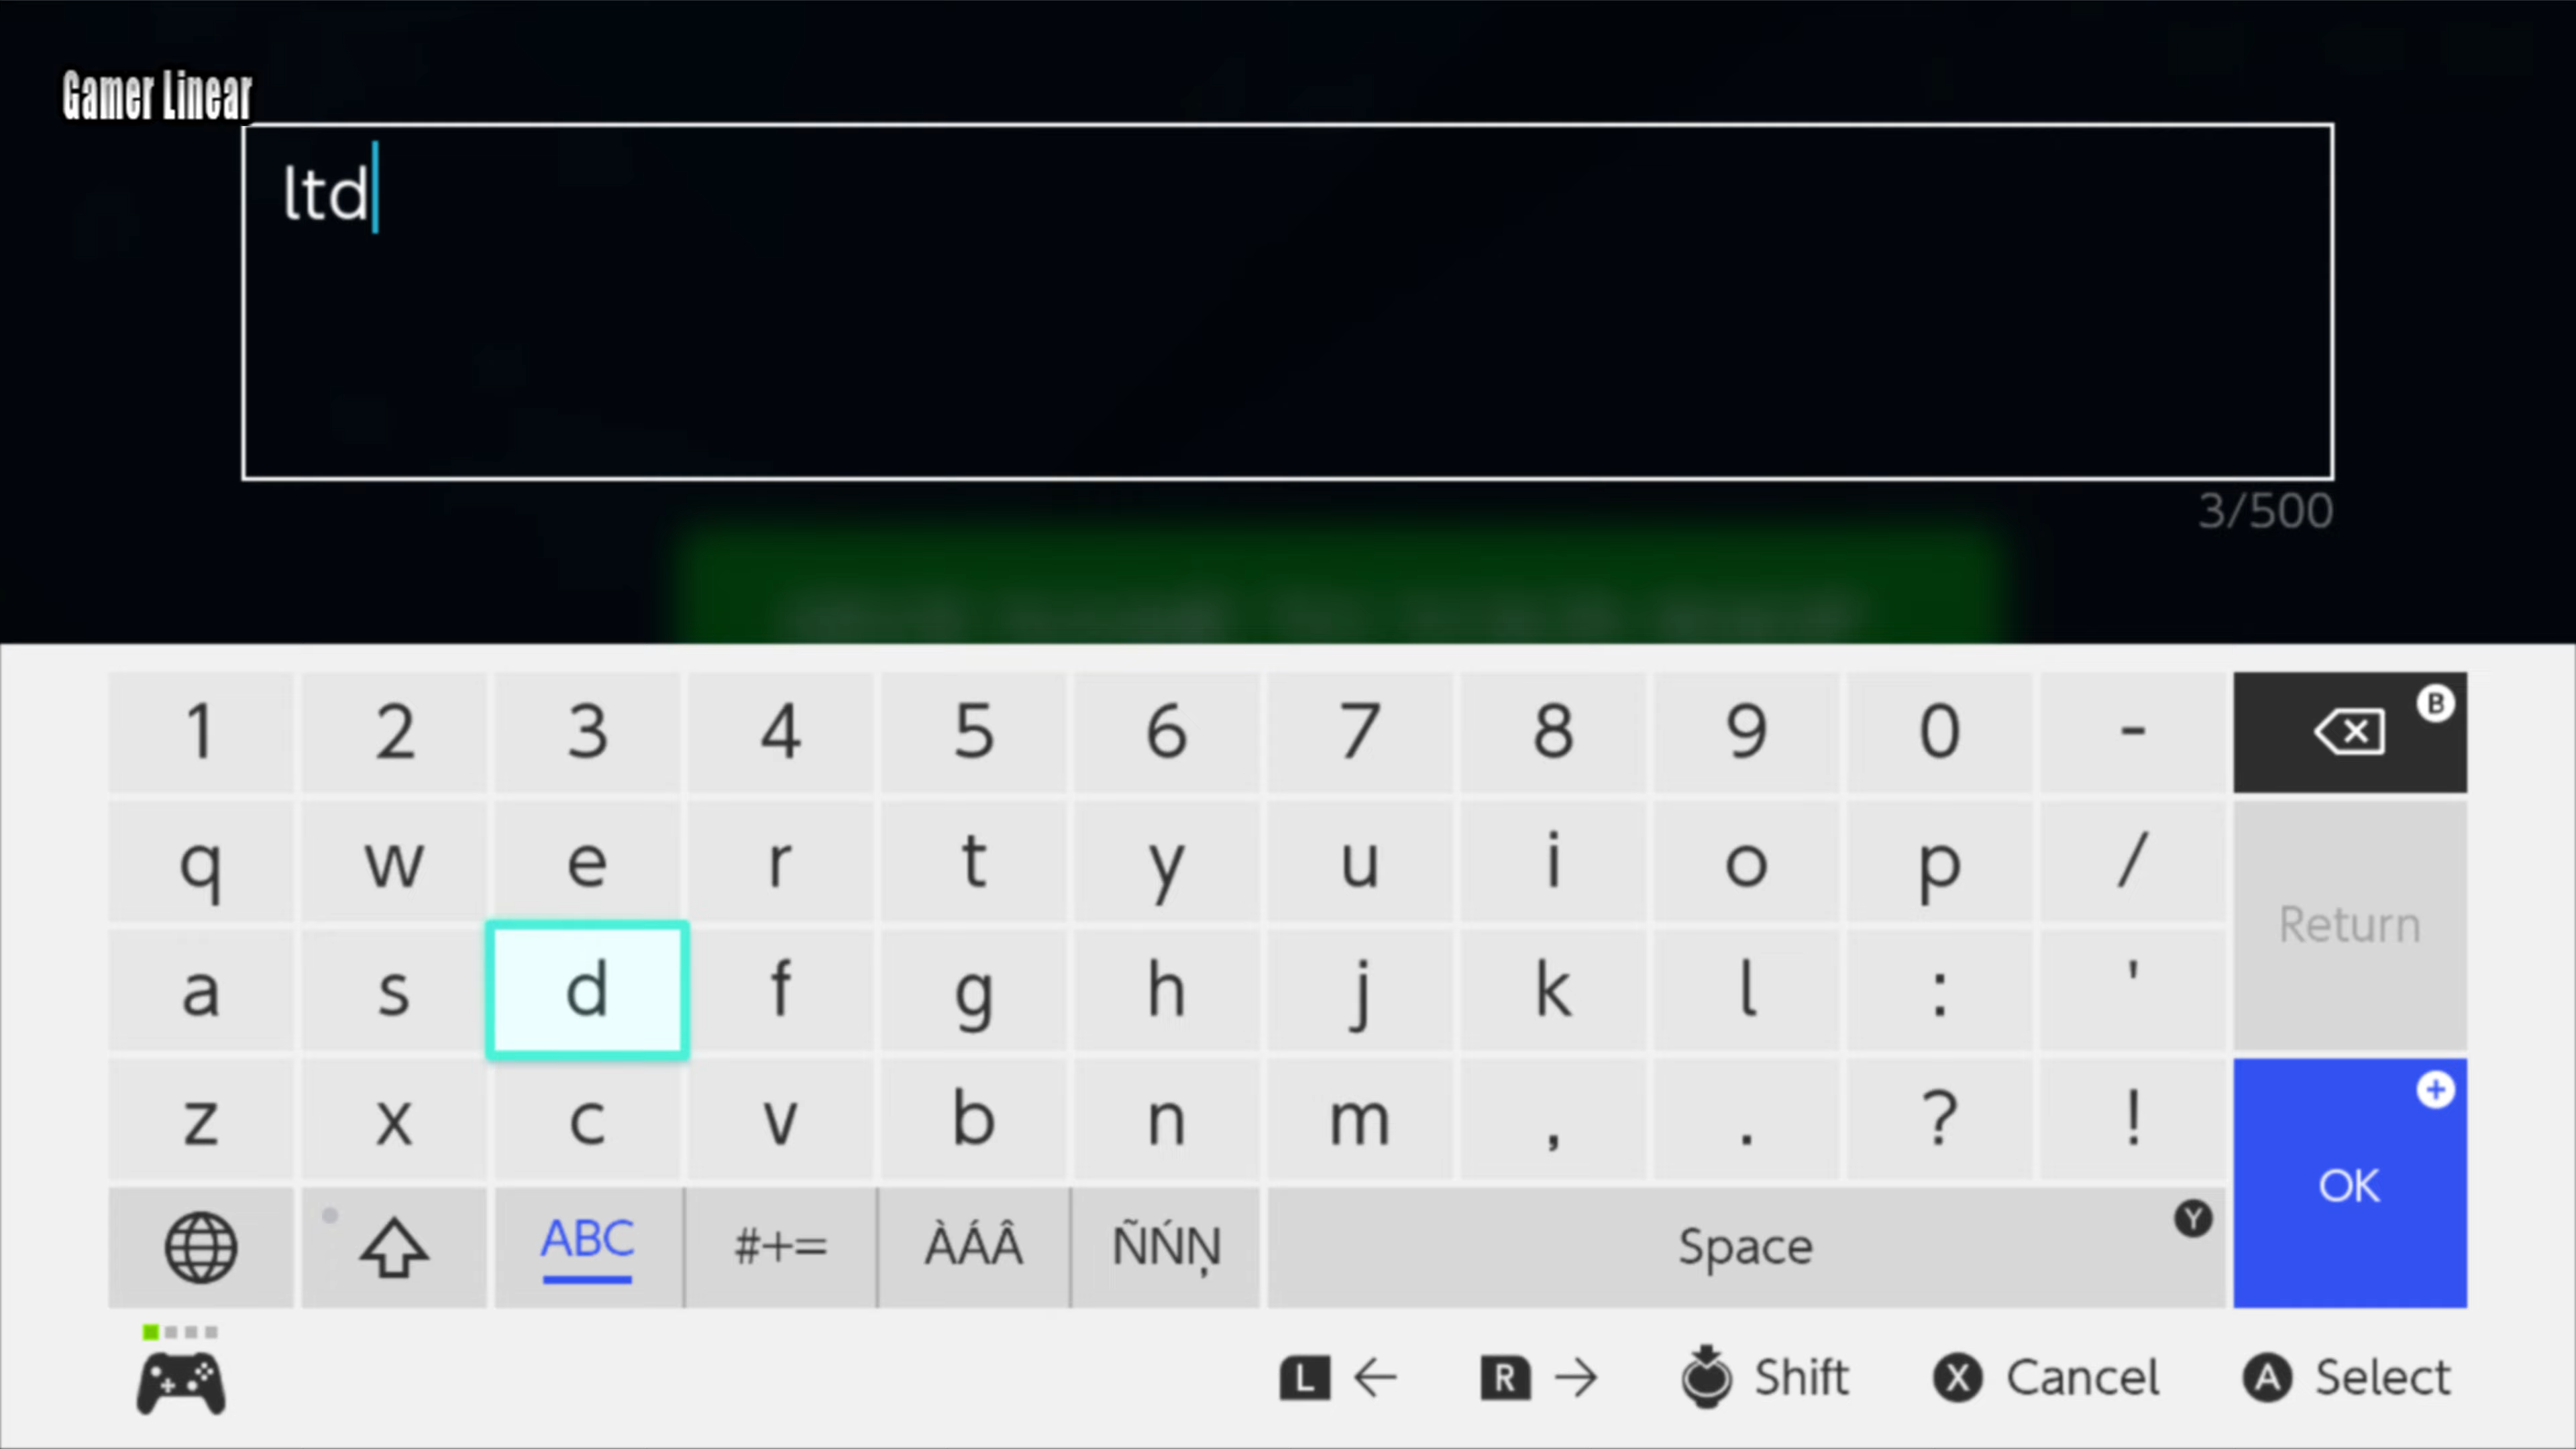 Gamer Linear
ltd
3/500
1 2 3 4 5 6 7 8 9 0 - B
q w e r t y u i o p /
Return
a s d f g h j k l : '
z x c v b n m , . ? !
+
OK
ABC #+= ÀÁÂ ÑŃŅ Space Y
L ← R → Shift X Cancel A Select